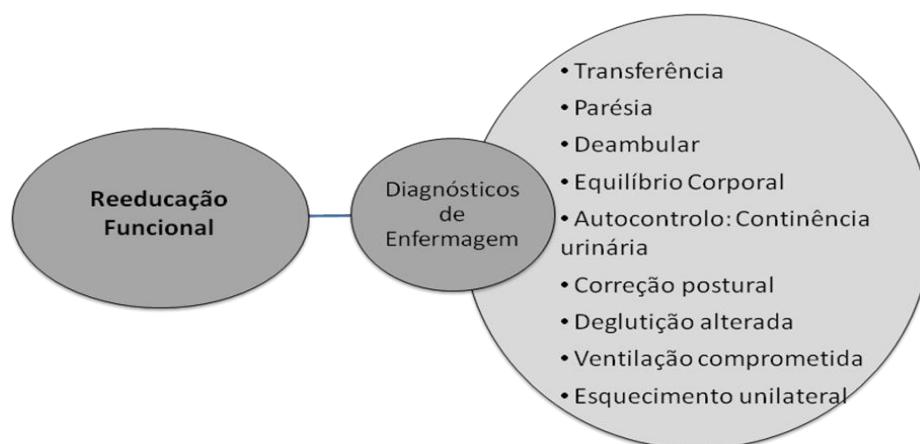 Reeducação
Funcional
Diagnósticos
de
Enfermagem
• Transferência
• Parésia
• Deambular
• Equilíbrio Corporal
• Autocontrolo: Continência
urinária
• Correção postural
• Deglutição alterada
• Ventilação comprometida
• Esquecimento unilateral